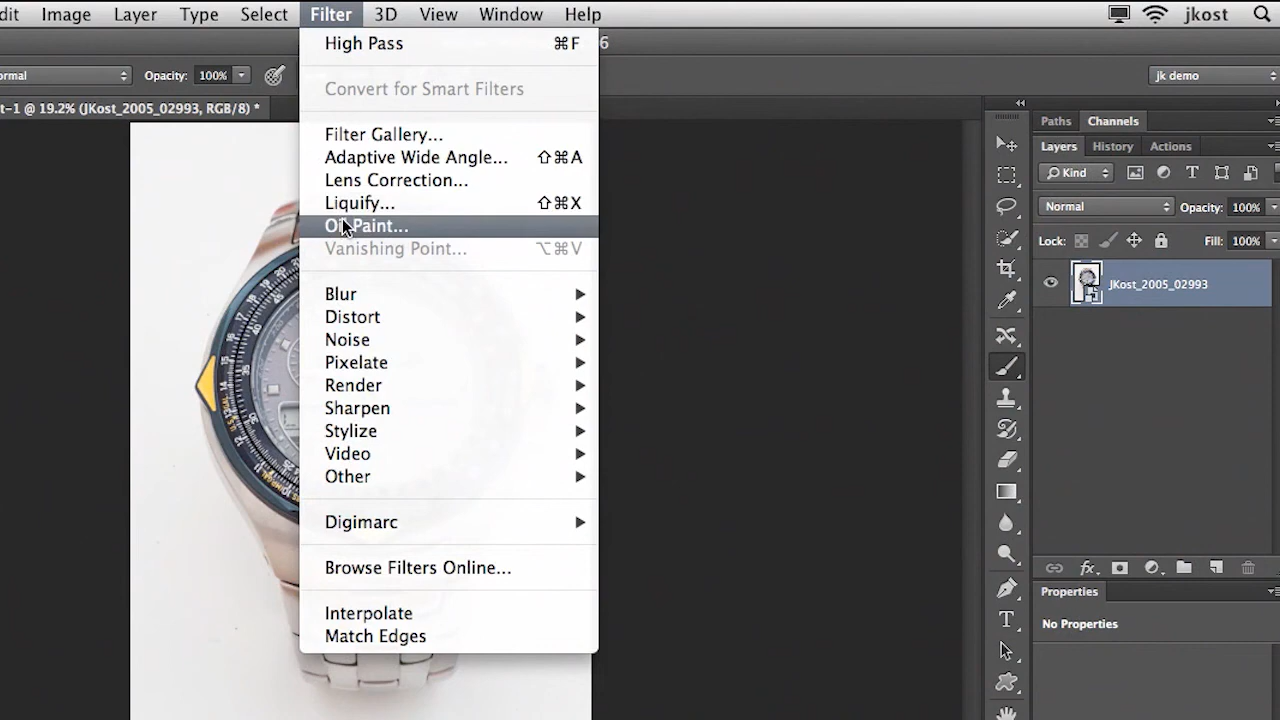 dit Image Layer Type Select Filter 3D View Window Help jkost
6
ormal Opacity: 100% jk demo
t-1 @ 19.2% (JKost_2005_02993, RGB/8) *
High Pass ⌘F
Convert for Smart Filters
Filter Gallery...
Adaptive Wide Angle... ⇧⌘A
Lens Correction...
Liquify... ⇧⌘X
Oil Paint...
Vanishing Point... ⌥⌘V
Blur
Distort
Noise
Pixelate
Render
Sharpen
Stylize
Video
Other
Digimarc
Browse Filters Online...
Interpolate
Match Edges
Paths Channels
Layers History Actions
Kind
Normal Opacity: 100%
Lock: Fill: 100%
JKost_2005_02993
Properties
No Properties